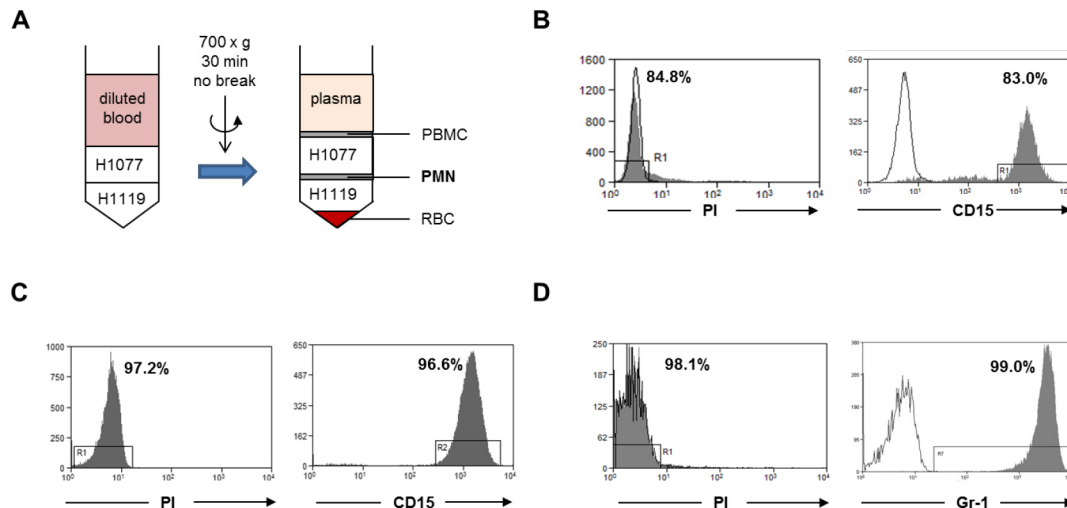 A
700 x g
30 min
no break
diluted
blood
H1077
H1119
plasma
H1077
H1119
PBMC
PMN
RBC
B
1600
1200
800
400
0
84.8%
R1
10⁰ 10¹ 10² 10³ 10⁴
PI
650
487
325
162
0
83.0%
R1
10⁰ 10¹ 10² 10³
CD15
C
1000
750
500
250
0
97.2%
R1
10⁰ 10¹ 10² 10³ 10⁴
PI
650
487
325
162
0
96.6%
R2
10⁰ 10¹ 10² 10³ 10⁴
CD15
D
250
187
125
62
0
98.1%
R1
10⁰ 10¹ 10² 10³ 10⁴
PI
99.0%
10⁰ 10¹ 10² 10³ 10⁴
Gr-1